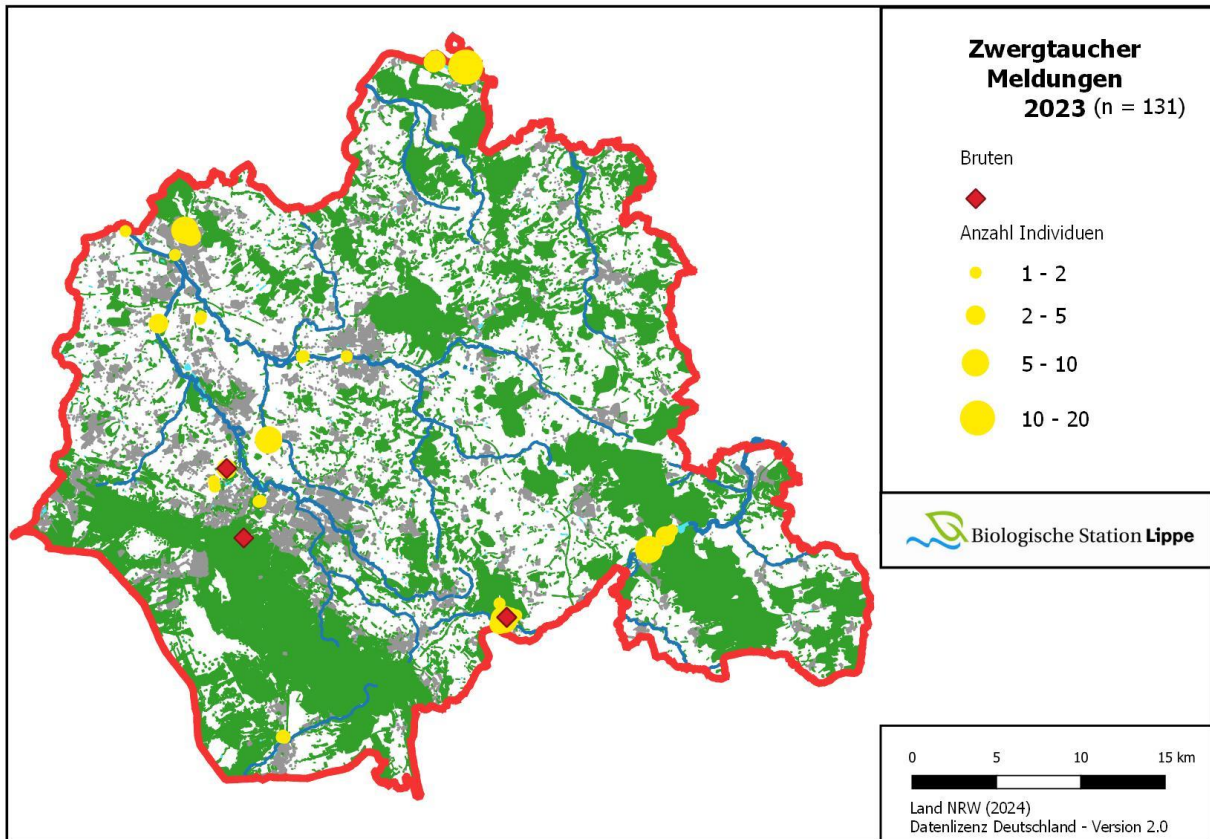 Zwergtaucher
Meldungen
2023 (n = 131)
Bruten
Anzahl Individuen
1 - 2
2 - 5
5 - 10
10 - 20
Biologische Station Lippe
0 5 10 15 km
Land NRW (2024)
Datenlizenz Deutschland - Version 2.0